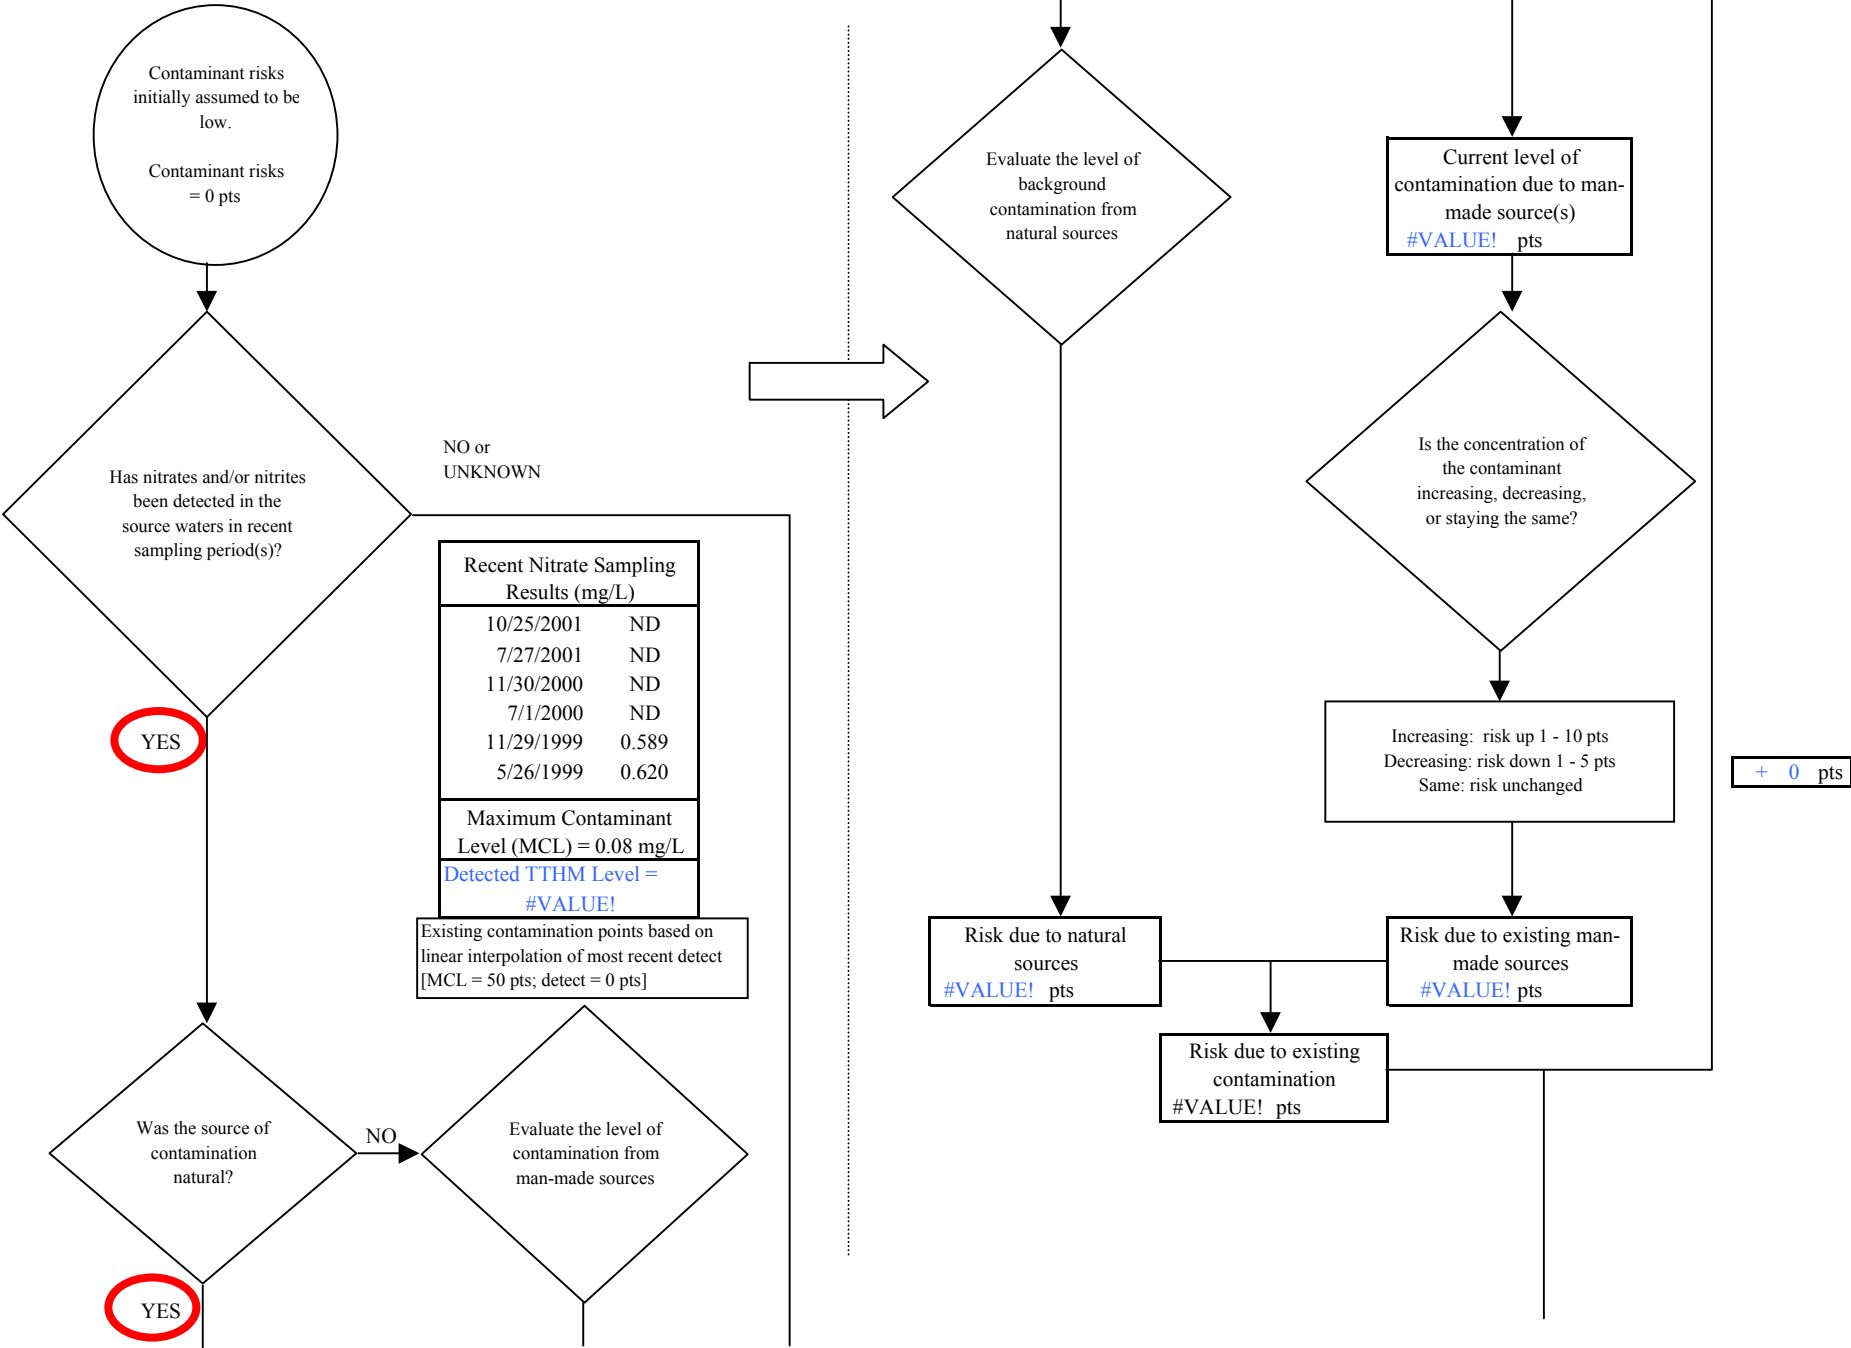 Contaminant risks
initially assumed to be
low.
Contaminant risks
= 0 pts
Has nitrates and/or nitrites
been detected in the
source waters in recent
sampling period(s)?
NO or
UNKNOWN
YES
Recent Nitrate Sampling
Results (mg/L)
10/25/2001 ND
7/27/2001 ND
11/30/2000 ND
7/1/2000 ND
11/29/1999 0.589
5/26/1999 0.620
Maximum Contaminant
Level (MCL) = 0.08 mg/L
Detected TTHM Level =
#VALUE!
Existing contamination points based on
linear interpolation of most recent detect
[MCL = 50 pts; detect = 0 pts]
Was the source of
contamination
natural?
NO
Evaluate the level of
contamination from
man-made sources
YES
Evaluate the level of
background
contamination from
natural sources
Current level of
contamination due to man-
made source(s)
#VALUE! pts
Is the concentration of
the contaminant
increasing, decreasing,
or staying the same?
Increasing: risk up 1 - 10 pts
Decreasing: risk down 1 - 5 pts
Same: risk unchanged
+ 0 pts
Risk due to natural
sources
#VALUE! pts
Risk due to existing man-
made sources
#VALUE! pts
Risk due to existing
contamination
#VALUE! pts